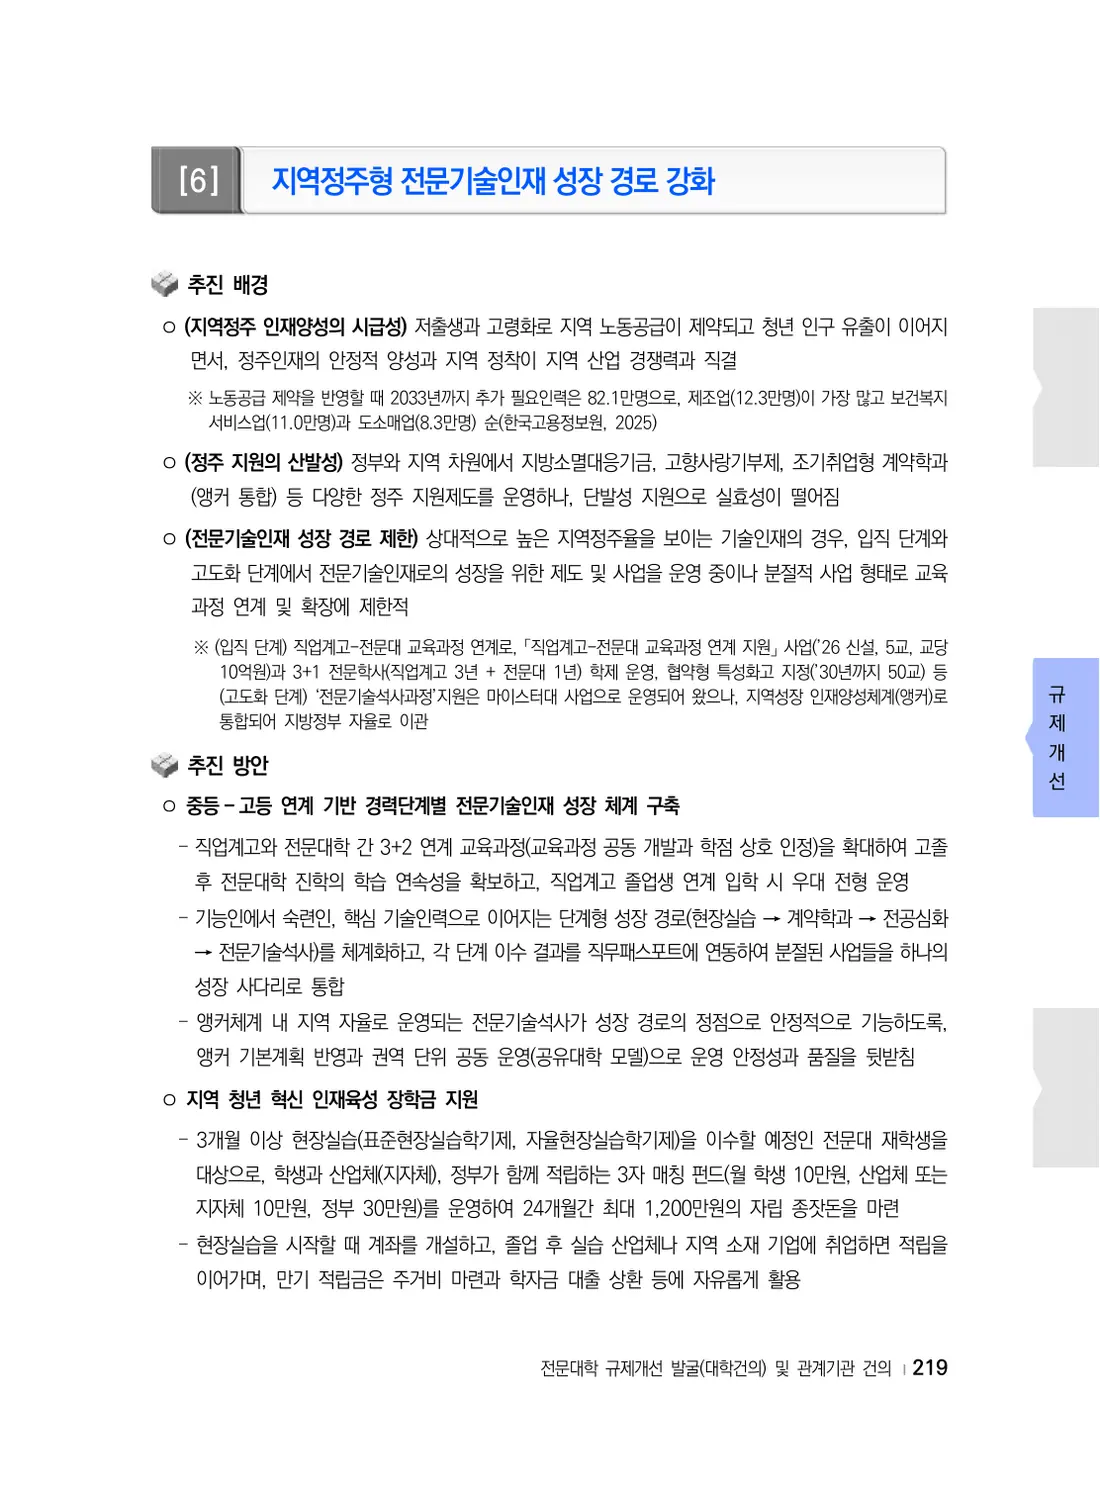 [6] 지역정주형 전문기술인재 성장 경로 강화
추진 배경
○ (지역정주 인재양성의 시급성) 저출생과 고령화로 지역 노동공급이 제약되고 청년 인구 유출이 이어지
면서, 정주인재의 안정적 양성과 지역 정착이 지역 산업 경쟁력과 직결
※ 노동공급 제약을 반영할 때 2033년까지 추가 필요인력은 82.1만명으로, 제조업(12.3만명)이 가장 많고 보건복지
서비스업(11.0만명)과 도소매업(8.3만명) 순(한국고용정보원, 2025)
○ (정주 지원의 산발성) 정부와 지역 차원에서 지방소멸대응기금, 고향사랑기부제, 조기취업형 계약학과
(앵커 통합) 등 다양한 정주 지원제도를 운영하나, 단발성 지원으로 실효성이 떨어짐
○ (전문기술인재 성장 경로 제한) 상대적으로 높은 지역정주율을 보이는 기술인재의 경우, 입직 단계와
고도화 단계에서 전문기술인재로의 성장을 위한 제도 및 사업을 운영 중이나 분절적 사업 형태로 교육
과정 연계 및 확장에 제한적
※ (입직 단계) 직업계고-전문대 교육과정 연계로, 「직업계고-전문대 교육과정 연계 지원」 사업(’26 신설, 5교, 교당
10억원)과 3+1 전문학사(직업계고 3년 + 전문대 1년) 학제 운영, 협약형 특성화고 지정(’30년까지 50교) 등
(고도화 단계) ‘전문기술석사과정’지원은 마이스터대 사업으로 운영되어 왔으나, 지역성장 인재양성체계(앵커)로
통합되어 지방정부 자율로 이관
추진 방안
○ 중등-고등 연계 기반 경력단계별 전문기술인재 성장 체계 구축
- 직업계고와 전문대학 간 3+2 연계 교육과정(교육과정 공동 개발과 학점 상호 인정)을 확대하여 고졸
후 전문대학 진학의 학습 연속성을 확보하고, 직업계고 졸업생 연계 입학 시 우대 전형 운영
- 기능인에서 숙련인, 핵심 기술인력으로 이어지는 단계형 성장 경로(현장실습 → 계약학과 → 전공심화
→ 전문기술석사)를 체계화하고, 각 단계 이수 결과를 직무패스포트에 연동하여 분절된 사업들을 하나의
성장 사다리로 통합
- 앵커체계 내 지역 자율로 운영되는 전문기술석사가 성장 경로의 정점으로 안정적으로 기능하도록,
앵커 기본계획 반영과 권역 단위 공동 운영(공유대학 모델)으로 운영 안정성과 품질을 뒷받침
○ 지역 청년 혁신 인재육성 장학금 지원
- 3개월 이상 현장실습(표준현장실습학기제, 자율현장실습학기제)을 이수할 예정인 전문대 재학생을
대상으로, 학생과 산업체(지자체), 정부가 함께 적립하는 3자 매칭 펀드(월 학생 10만원, 산업체 또는
지자체 10만원, 정부 30만원)를 운영하여 24개월간 최대 1,200만원의 자립 종잣돈을 마련
- 현장실습을 시작할 때 계좌를 개설하고, 졸업 후 실습 산업체나 지역 소재 기업에 취업하면 적립을
이어가며, 만기 적립금은 주거비 마련과 학자금 대출 상환 등에 자유롭게 활용
규
제
개
선
전문대학 규제개선 발굴(대학건의) 및 관계기관 건의 | 219